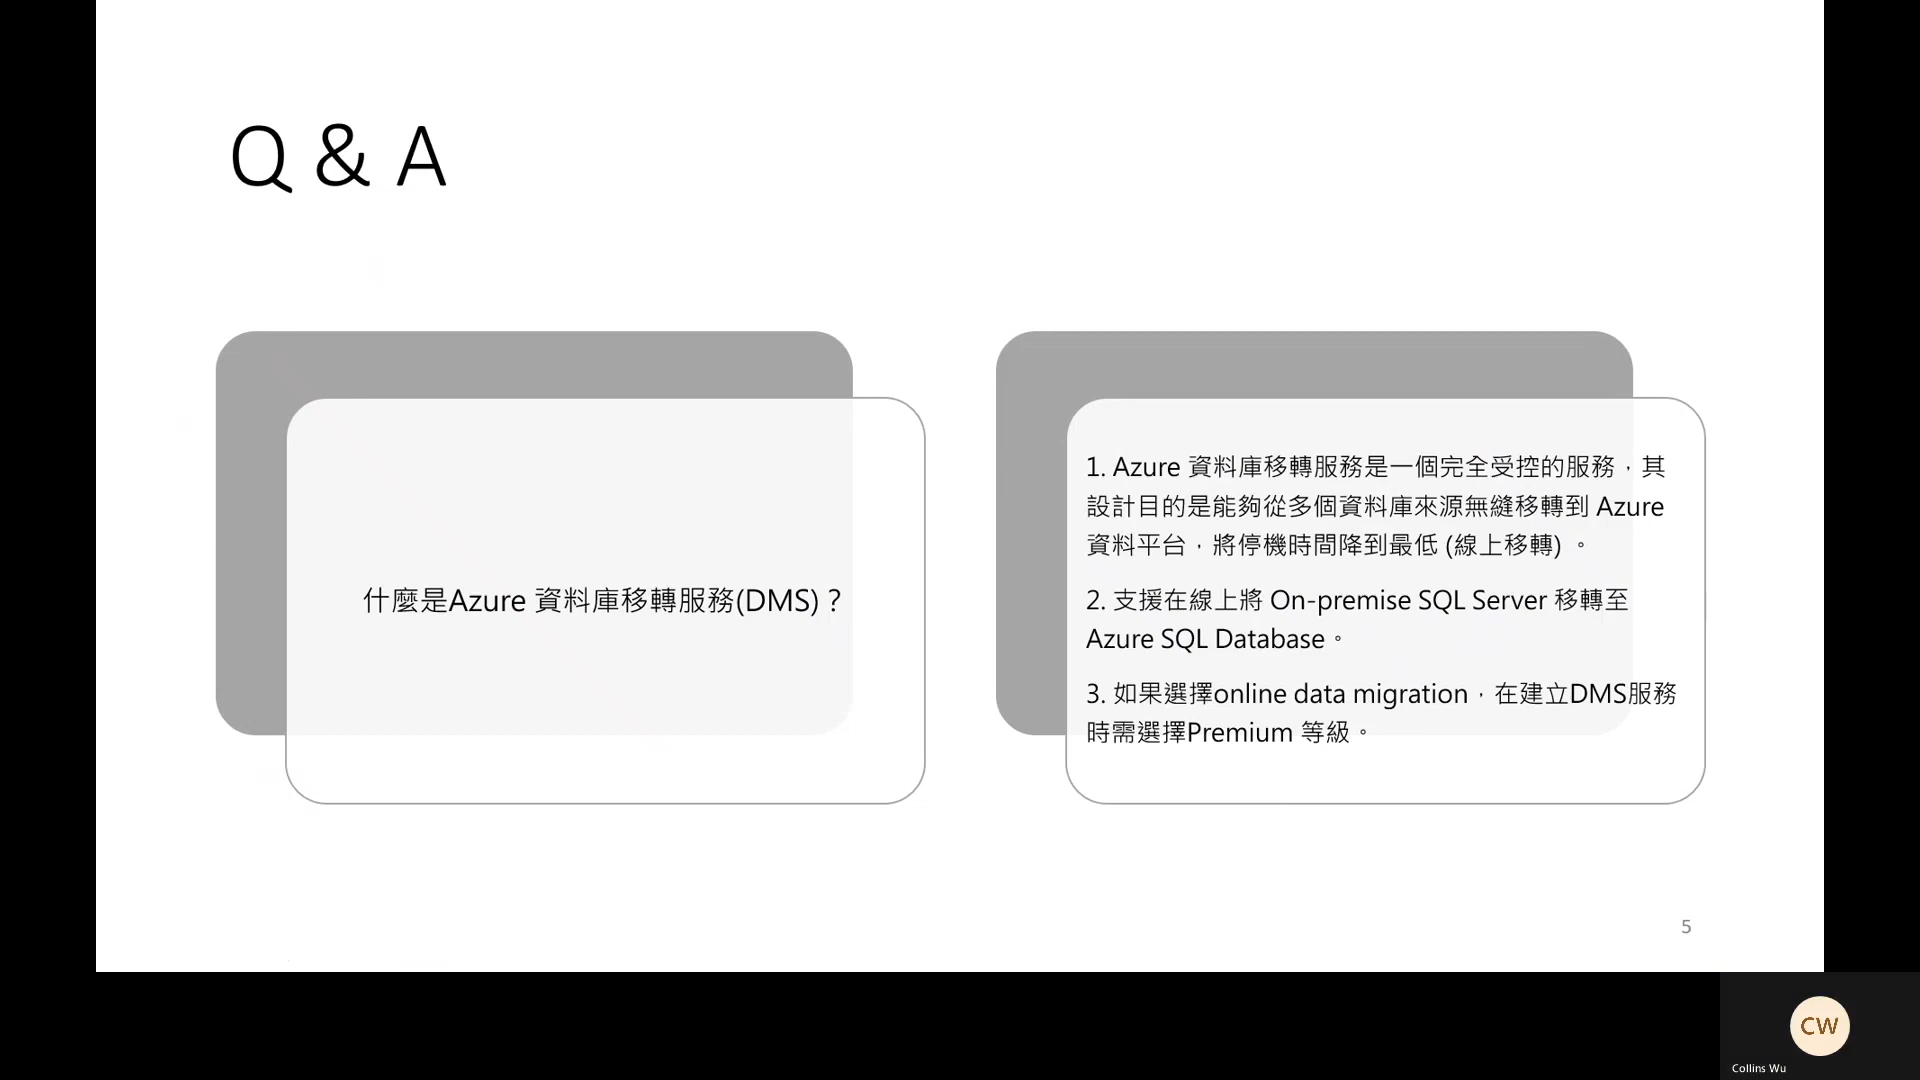 Q & A
什麼是Azure 資料庫移轉服務(DMS)？
1. Azure 資料庫移轉服務是一個完全受控的服務，其
設計目的是能夠從多個資料庫來源無縫移轉到 Azure
資料平台，將停機時間降到最低 (線上移轉) 。
2. 支援在線上將 On-premise SQL Server 移轉至
Azure SQL Database。
3. 如果選擇online data migration，在建立DMS服務
時需選擇Premium 等級。
5
CW
Collins Wu